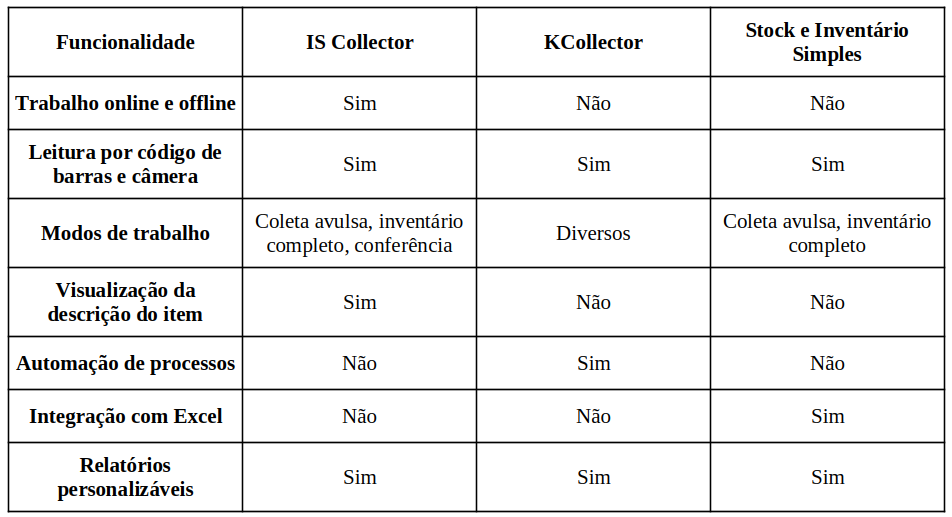 Funcionalidade
IS Collector
KCollector
Stock e Inventário
Simples
Trabalho online e offline
Sim
Não
Não
Leitura por código de
barras e câmera
Sim
Sim
Sim
Modos de trabalho
Coleta avulsa, inventário
completo, conferência
Diversos
Coleta avulsa, inventário
completo
Visualização da
descrição do item
Sim
Não
Não
Automação de processos
Não
Sim
Não
Integração com Excel
Não
Não
Sim
Relatórios
personalizáveis
Sim
Sim
Sim